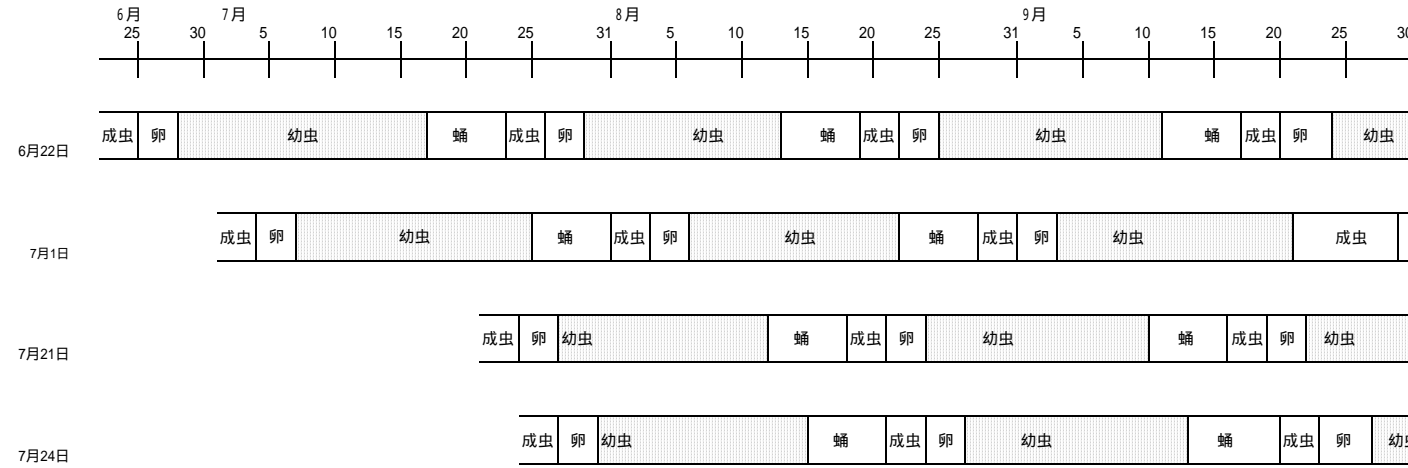 6月 7月 8月 9月
25 30 5 10 15 20 25 31 5 10 15 20 25 31 5 10 15 20 25 30
成虫 卵 幼虫 蛹 成虫 卵 幼虫 蛹 成虫 卵 幼虫 蛹 成虫 卵 幼虫
6月22日
成虫 卵 幼虫 蛹 成虫 卵 幼虫 蛹 成虫 卵 幼虫 成虫
7月1日
成虫 卵 幼虫 蛹 成虫 卵 幼虫 蛹 成虫 卵 幼虫
7月21日
成虫 卵 幼虫 蛹 成虫 卵 幼虫 蛹 成虫 卵 幼
7月24日